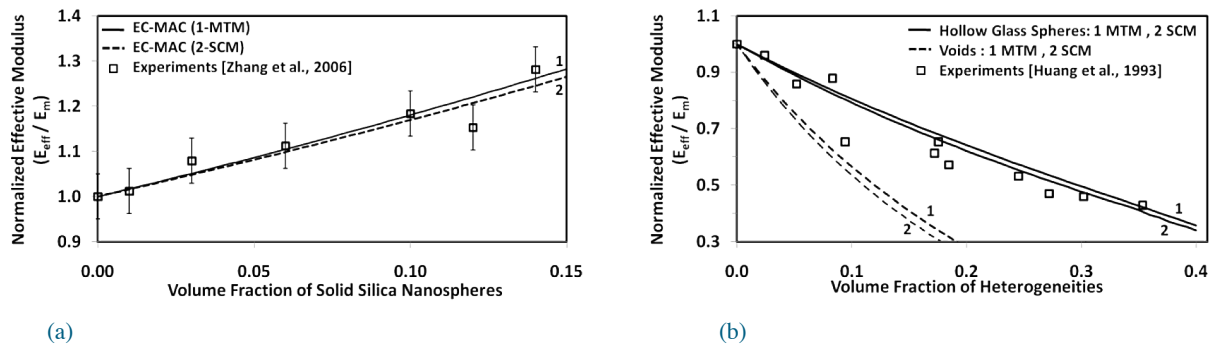 1.4
1.3
1.2
1.1
1.0
0.9
Normalized Effective Modulus
(Eeff / Em)
EC-MAC (1-MTM)
EC-MAC (2-SCM)
Experiments [Zhang et al., 2006]
1
2
0.00 0.05 0.10 0.15
Volume Fraction of Solid Silica Nanospheres
(a)
1.1
0.9
0.7
0.5
0.3
Normalized Effective Modulus
(Eeff / Em)
Hollow Glass Spheres: 1 MTM , 2 SCM
Voids : 1 MTM , 2 SCM
Experiments [Huang et al., 1993]
1
2
1
2
0.0 0.1 0.2 0.3 0.4
Volume Fraction of Heterogeneities
(b)